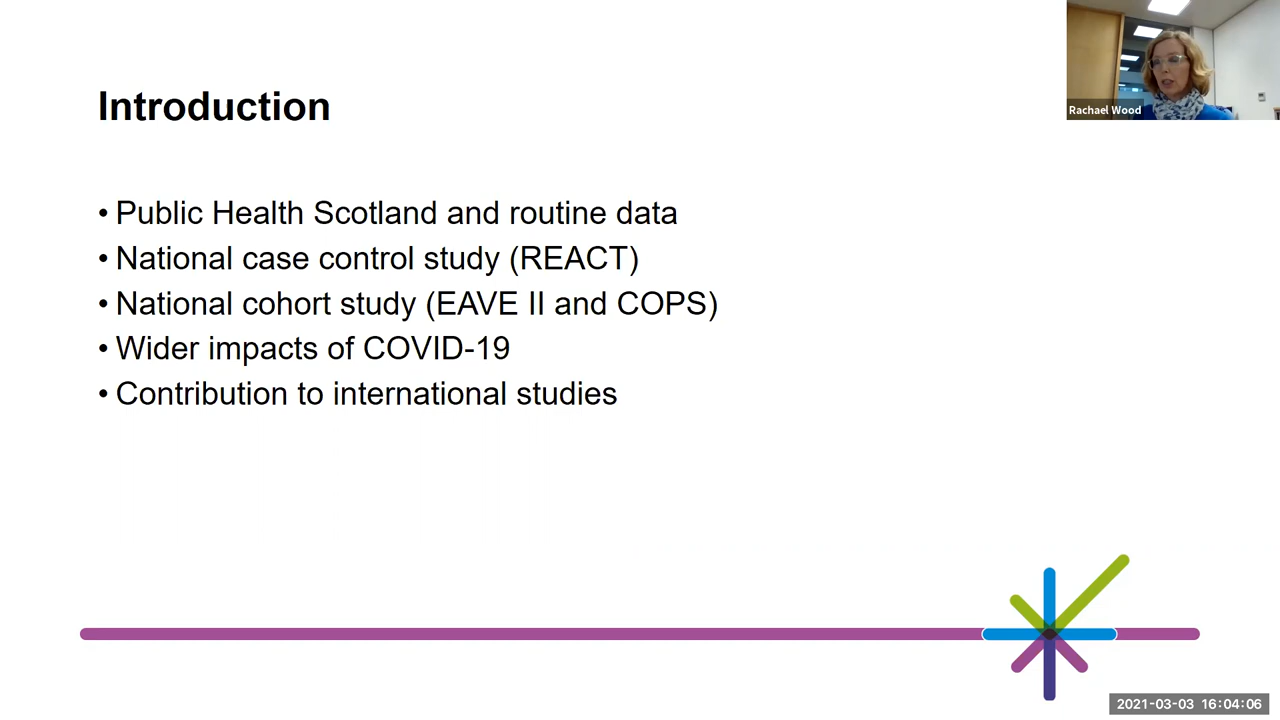 Introduction
• Public Health Scotland and routine data
• National case control study (REACT)
• National cohort study (EAVE II and COPS)
• Wider impacts of COVID-19
• Contribution to international studies
Rachael Wood
2021-03-03 16:04:06